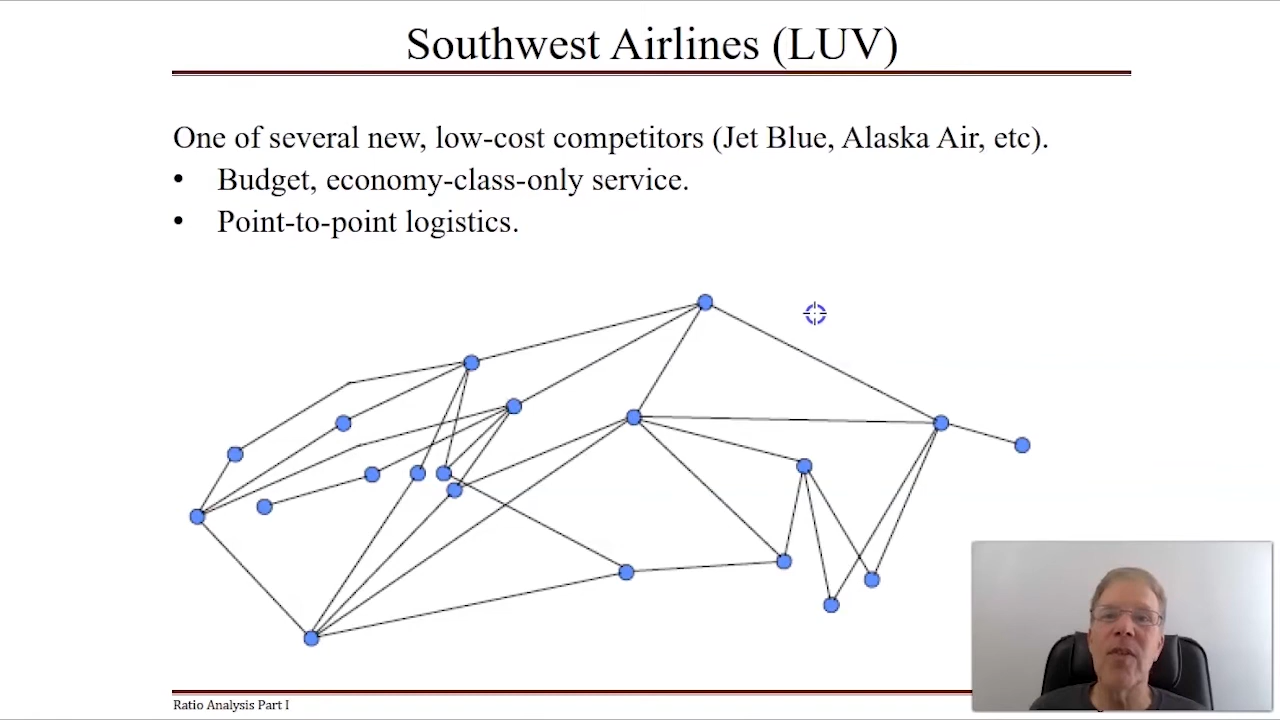 Southwest Airlines (LUV)
One of several new, low-cost competitors (Jet Blue, Alaska Air, etc).
• Budget, economy-class-only service.
• Point-to-point logistics.
Ratio Analysis Part I